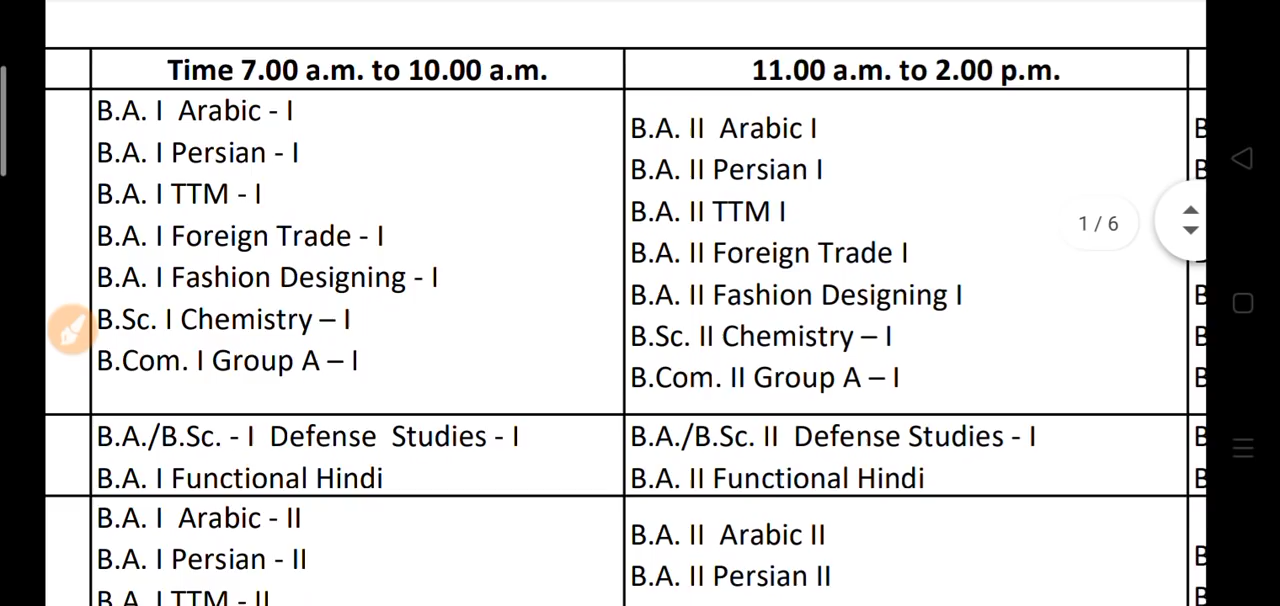 Time 7.00 a.m. to 10.00 a.m.
11.00 a.m. to 2.00 p.m.
B.A. I Arabic - I
B.A. I Persian - I
B.A. I TTM - I
B.A. I Foreign Trade - I
B.A. I Fashion Designing - I
B.Sc. I Chemistry – I
B.Com. I Group A – I
B.A. II Arabic I
B.A. II Persian I
B.A. II TTM I
B.A. II Foreign Trade I
B.A. II Fashion Designing I
B.Sc. II Chemistry – I
B.Com. II Group A – I
1 / 6
B.A./B.Sc. - I Defense Studies - I
B.A. I Functional Hindi
B.A./B.Sc. II Defense Studies - I
B.A. II Functional Hindi
B.A. I Arabic - II
B.A. I Persian - II
B.A. I TTM - II
B.A. II Arabic II
B.A. II Persian II